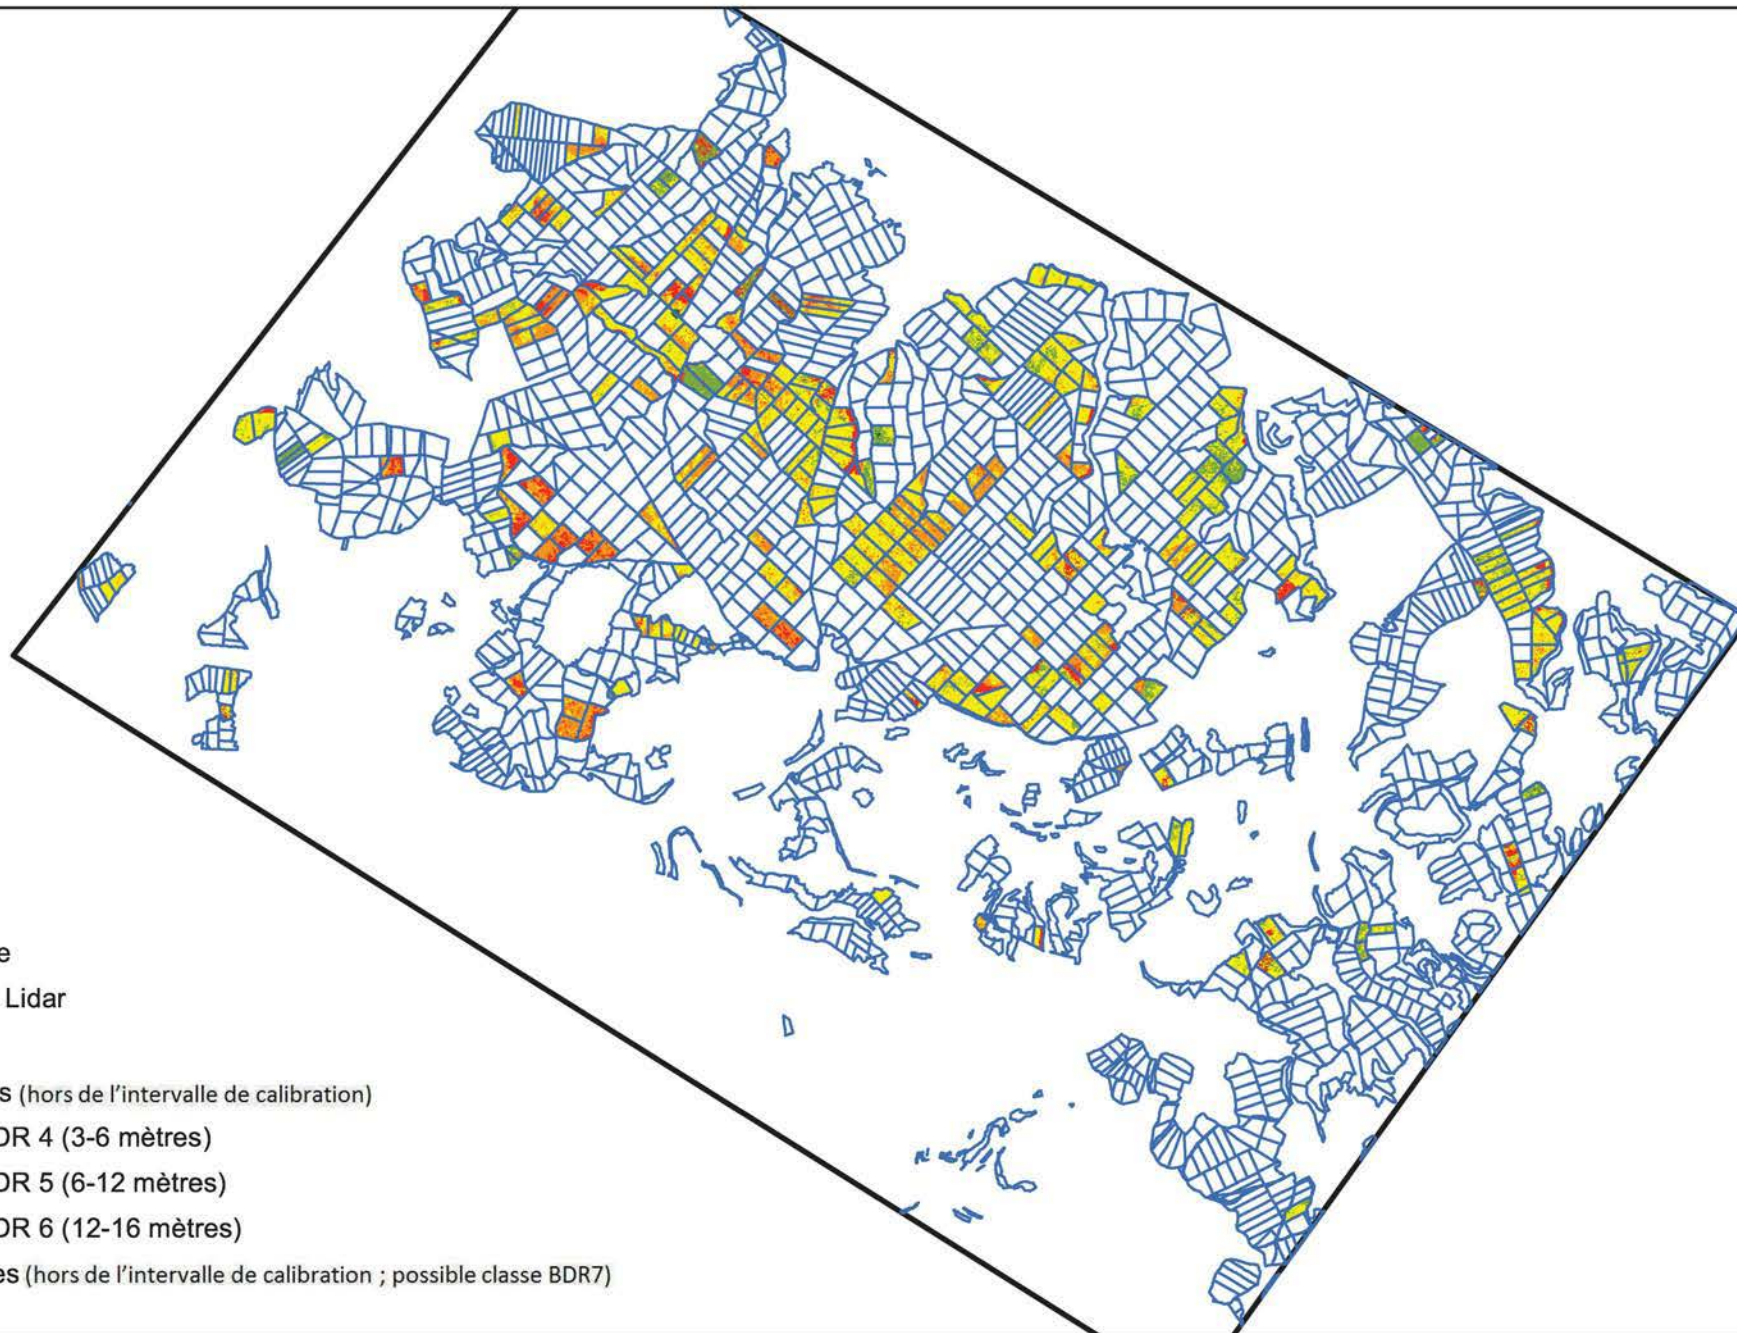 e
Lidar
s (hors de l'intervalle de calibration)
DR 4 (3-6 mètres)
DR 5 (6-12 mètres)
DR 6 (12-16 mètres)
es (hors de l'intervalle de calibration ; possible classe BDR7)